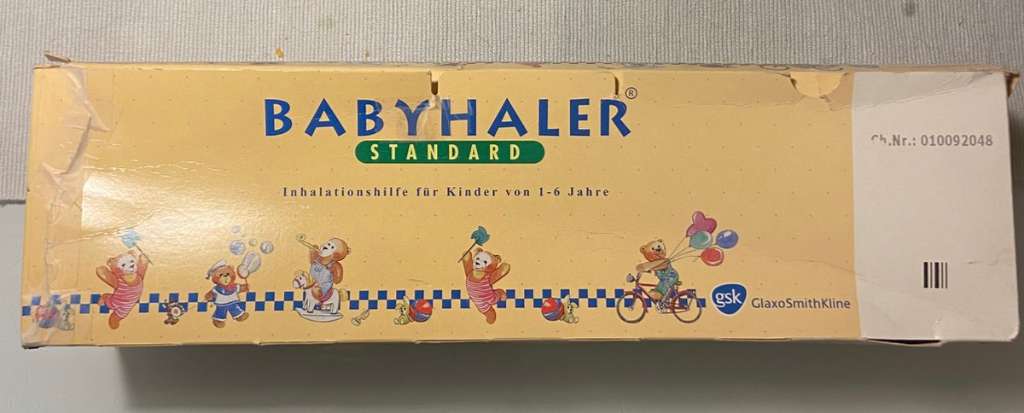 BABYHALER®
STANDARD
Inhalationshilfe für Kinder von 1-6 Jahre
gsk GlaxoSmithKline
Ch.Nr.: 010092048